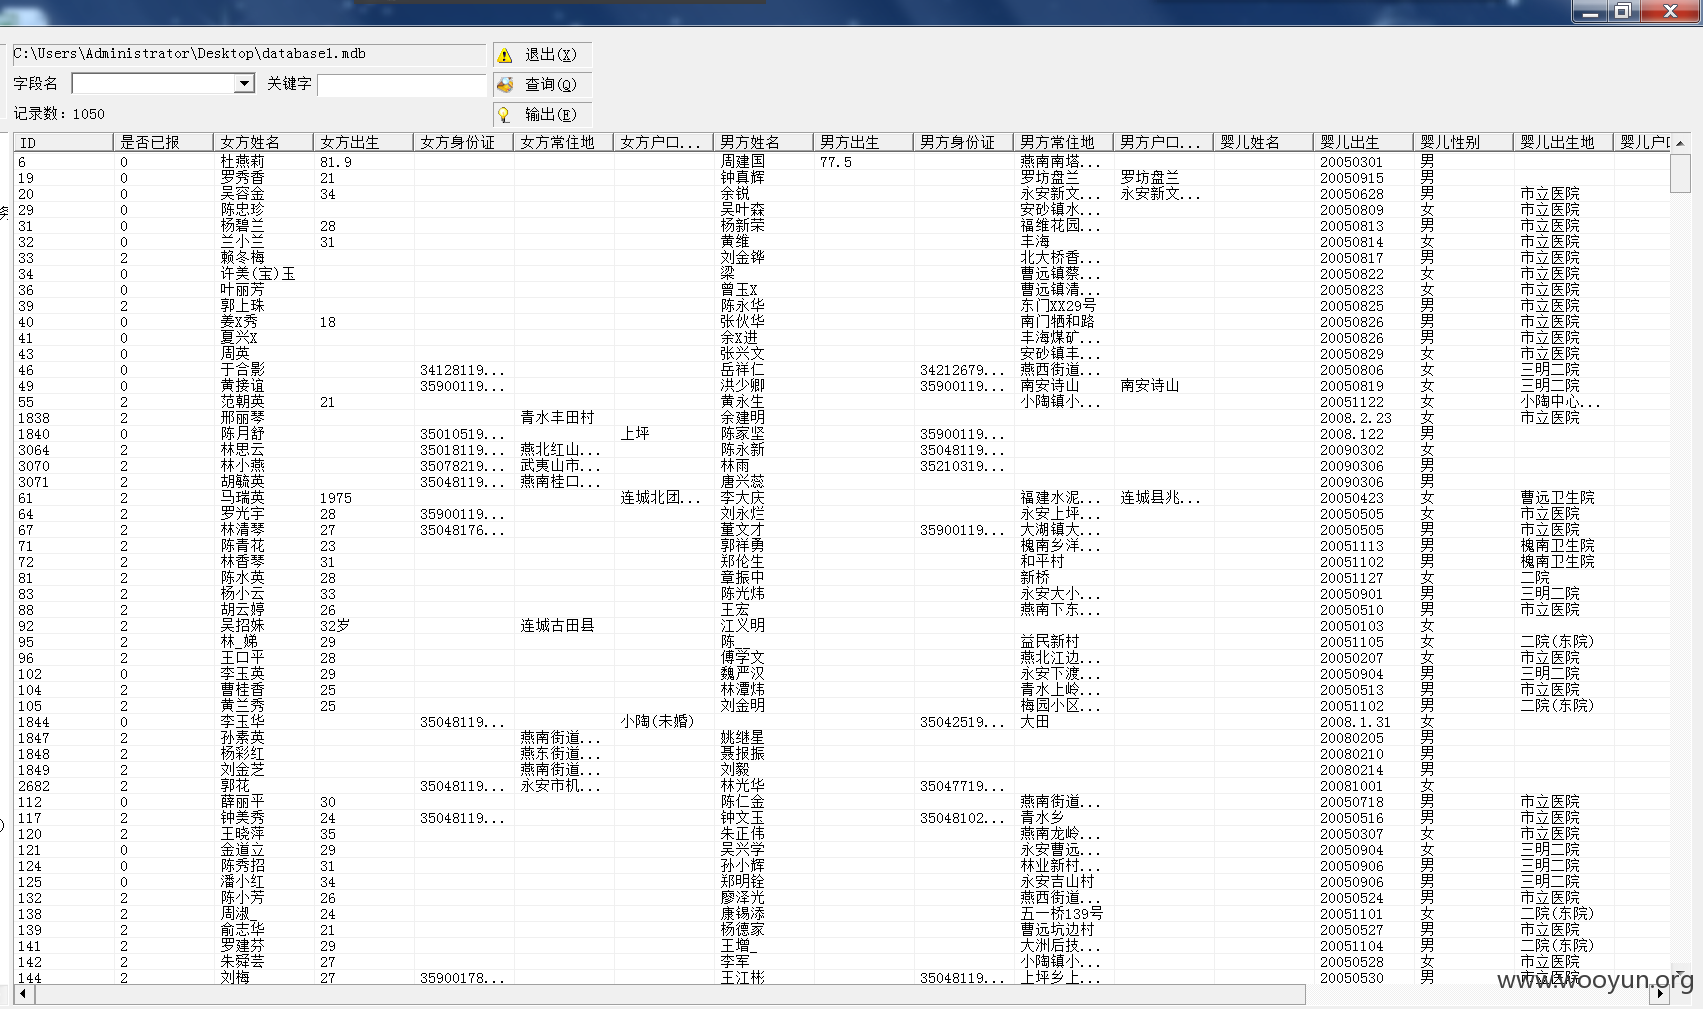 C:\Users\Administrator\Desktop\database1.mdb 退出(X)
字段名 关键字 查询(Q)
记录数: 1050 输出(E)
ID 是否已报 女方姓名 女方出生 女方身份证 女方常住地 女方户口... 男方姓名 男方出生 男方身份证 男方常住地 男方户口... 婴儿姓名 婴儿出生 婴儿性别 婴儿出生地 婴儿户口
6 0 杜燕莉 81.9 周建国 77.5 燕南南塔... 20050301 男
19 0 罗秀香 21 钟真辉 罗坊盘兰 罗坊盘兰 20050915 男
20 0 吴容金 34 余锐 永安新文... 永安新文... 20050628 男 市立医院
29 0 陈忠珍 吴叶森 安砂镇水... 20050809 女 市立医院
31 0 杨碧兰 28 杨新荣 福维花园... 20050813 男 市立医院
32 0 兰小兰 31 黄维 丰海 20050814 女 市立医院
33 2 赖冬梅 刘金铧 北大桥香... 20050817 男 市立医院
34 0 许美(宝)玉 梁 曹远镇蔡... 20050822 女 市立医院
36 0 叶丽芳 曾玉X 曹远镇清... 20050823 女 市立医院
39 2 郭上珠 陈永华 东门XX29号 20050825 男 市立医院
40 0 姜X秀 18 张伙华 南门牺和路 20050826 男 市立医院
41 0 夏兴X 余X进 丰海煤矿... 20050826 男 市立医院
43 0 周英 张兴文 安砂镇丰... 20050829 女 市立医院
46 0 于合影 34128119... 岳祥仁 34212679... 燕西街道... 20050806 女 三明二院
49 0 黄接谊 35900119... 洪少卿 35900119... 南安诗山 南安诗山 20050819 女 三明二院
55 2 范朝英 21 黄永生 小陶镇小... 20051122 女 小陶中心...
1838 2 邢丽琴 青水丰田村 余建明 2008.2.23 女 市立医院
1840 0 陈月舒 35010519... 上坪 陈家坚 35900119... 2008.122 男
3064 2 林思云 35018119... 燕北红山... 陈永新 35048119... 20090302 女
3070 2 林小燕 35078219... 武夷山市... 林雨 35210319... 20090306 男
3071 2 胡毓英 35048119... 燕南桂口... 唐兴蕊 20090306 男
61 2 马瑞英 1975 连城北团... 李大庆 福建水泥... 连城县兆... 20050423 女 曹远卫生院
64 2 罗光宇 28 35900119... 刘永烂 永安上坪... 20050505 女 市立医院
67 2 林清琴 27 35048176... 董文才 35900119... 大湖镇大... 20050505 男 市立医院
71 2 陈青花 23 郭祥勇 槐南乡洋... 20051113 男 槐南卫生院
72 2 林香琴 31 郑伦生 和平村 20051102 男 槐南卫生院
81 2 陈水英 28 章振中 新桥 20051127 女 二院
83 2 杨小云 33 陈光炜 永安大小... 20050901 男 三明二院
88 2 胡云婷 26 王宏 燕南下东... 20050510 男 市立医院
92 2 吴招妹 32岁 连城古田县 江义明 20050103 女
95 2 林_娣 29 陈_ 益民新村 20051105 女 二院(东院)
96 2 王口平 28 傅学文 燕北江边... 20050207 女 市立医院
102 0 李玉英 29 魏严汉 永安下渡... 20050904 男 三明二院
104 2 曹桂香 25 林潭炜 青水上岭... 20050513 男 市立医院
105 2 黄兰秀 25 刘金明 梅园小区... 20051102 男 二院(东院)
1844 0 李玉华 35048119... 小陶(未婚) 35042519... 大田 2008.1.31 女
1847 2 孙素英 燕南街道... 姚继星 20080205 男
1848 2 杨彩红 燕东街道... 聂报振 20080210 男
1849 2 刘金芝 燕南街道... 刘毅 20080214 男
2682 2 郭花_ 35048119... 永安市机... 林光华 35047719... 20081001 女
112 0 薛丽平 30 陈仁金 燕南街道... 20050718 男 市立医院
117 2 钟美秀 24 35048119... 钟文玉 35048102... 青水乡 20050516 男 市立医院
120 2 王晓萍 35 朱正伟 燕南龙岭... 20050307 女 市立医院
121 0 金道立 29 吴兴学 永安曹远... 20050904 女 三明二院
124 0 陈秀招 31 孙小辉 林业新村... 20050906 男 三明二院
125 0 潘小红 34 郑明铨 永安吉山村 20050906 男 三明二院
132 2 陈小芳 26 廖泽光 燕西街道... 20050524 男 市立医院
138 2 周淑_ 24 康锡添 五一桥139号 20051101 女 二院(东院)
139 2 俞志华 21 杨德家 曹远坑边村 20050527 男 市立医院
141 2 罗建芬 29 王增_ 大洲后技... 20051104 男 二院(东院)
142 2 朱舜芸 27 李军 小陶镇小... 20050528 女 市立医院
144 2 刘梅 27 35900178... 王江彬 35048119... 上坪乡上... 20050530 男 市立医院
www.wooyun.org